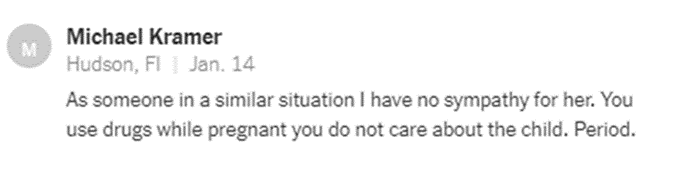 M
Michael Kramer
Hudson, Fl | Jan. 14
As someone in a similar situation I have no sympathy for her. You
use drugs while pregnant you do not care about the child. Period.